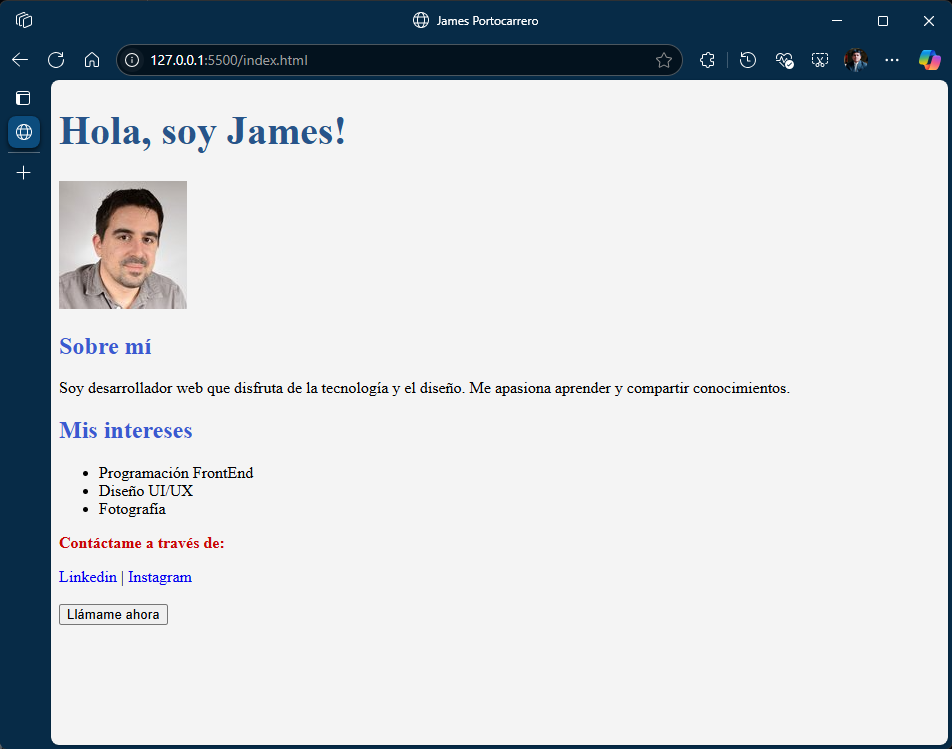 James Portocarrero
127.0.0.1:5500/index.html
Hola, soy James!
Sobre mí
Soy desarrollador web que disfruta de la tecnología y el diseño. Me apasiona aprender y compartir conocimientos.
Mis intereses
• Programación FrontEnd
• Diseño UI/UX
• Fotografía
Contáctame a través de:
Linkedin | Instagram
Llámame ahora